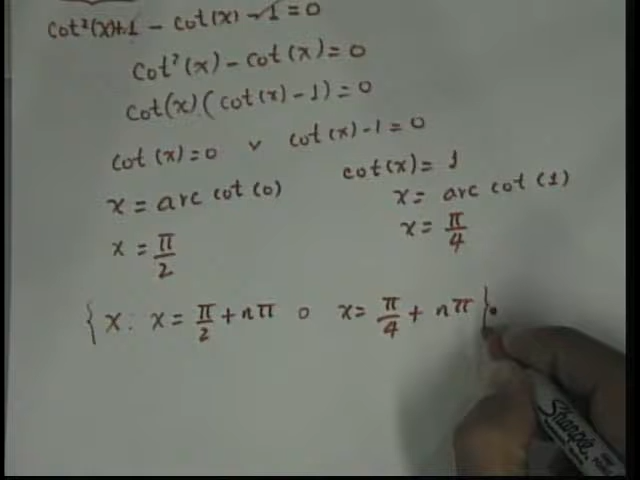 cot²(x)+1 - cot(x) - 1 = 0
cot²(x) - cot(x) = 0
cot(x)(cot(x) - 1) = 0
cot(x) = 0 v cot(x) - 1 = 0
cot(x) = 1
x = arc cot(0) x = arc cot(1)
x = π/2 x = π/4
{x: x = π/2 + nπ o x = π/4 + nπ}.
Sharpie